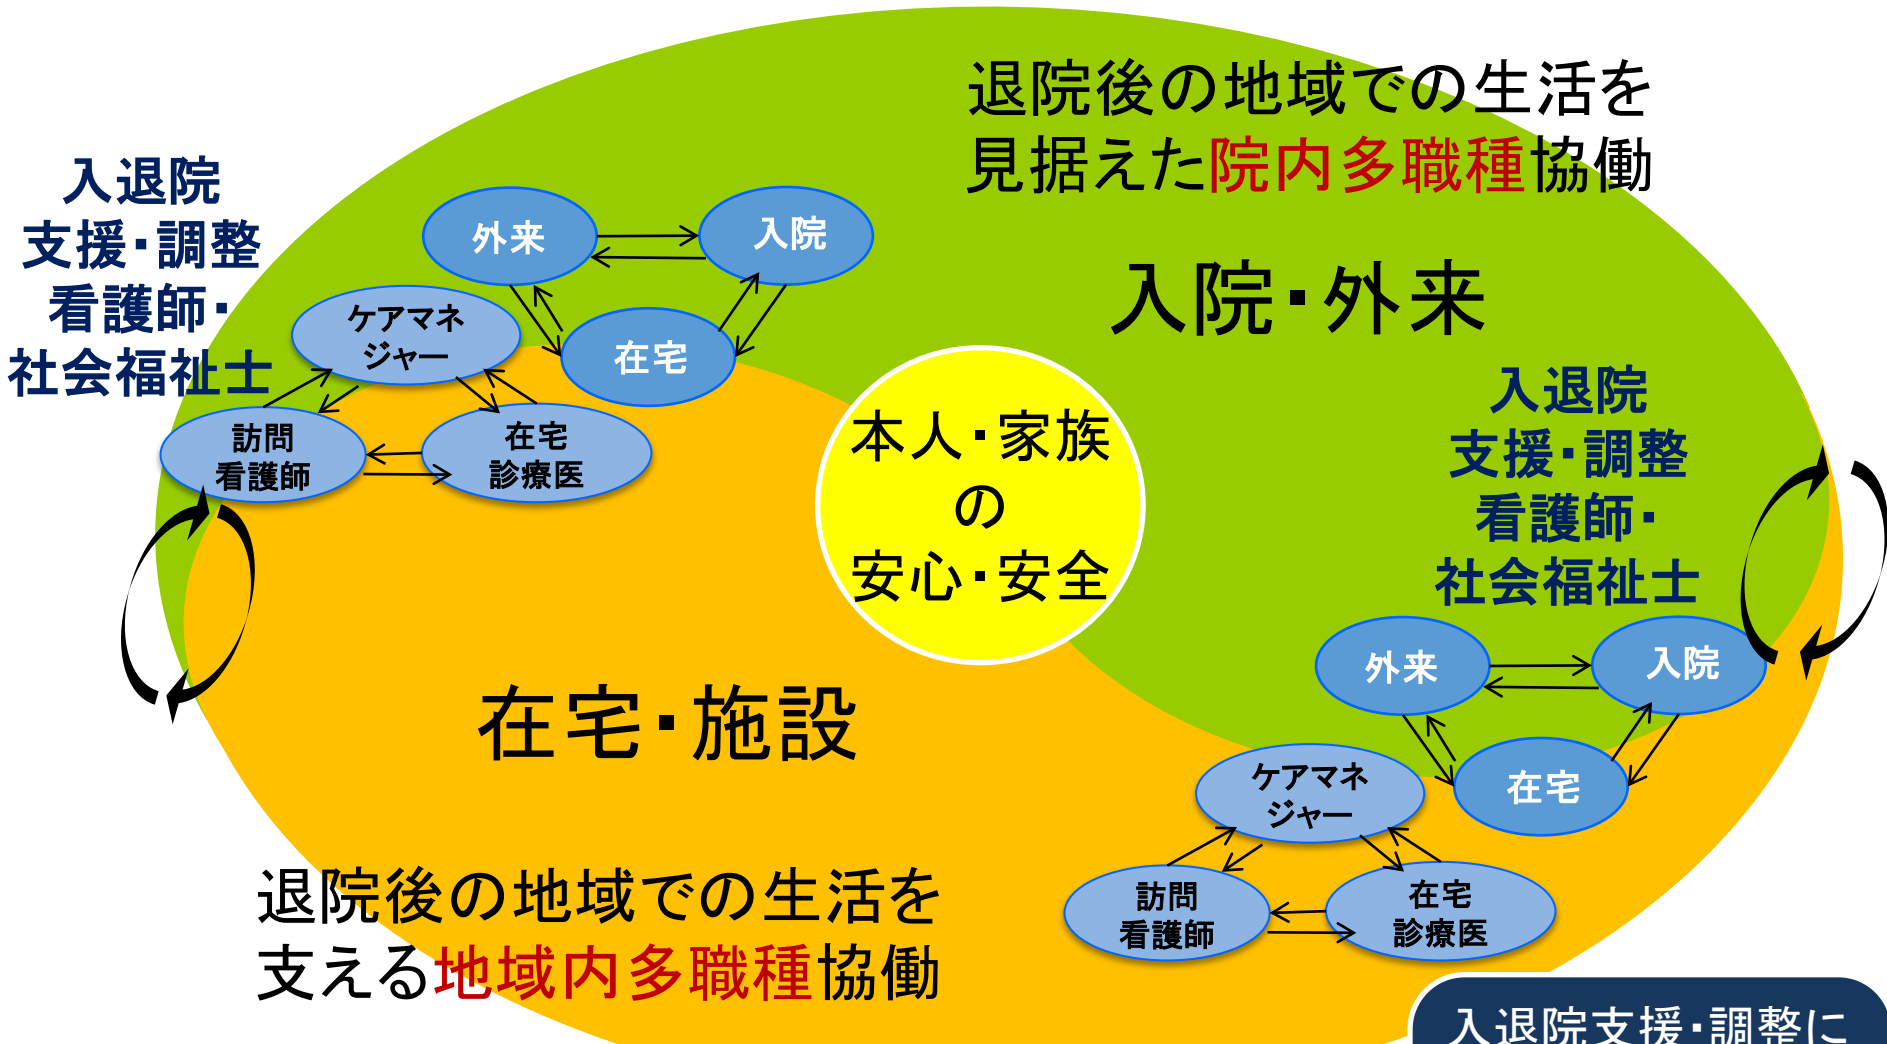 退院後の地域での生活を
見据えた院内多職種協働
入退院
支援・調整
看護師・
社会福祉士
外来
入院
在宅
ケアマネ
ジャー
訪問
看護師
在宅
診療医
入院・外来
本人・家族
の
安心・安全
入退院
支援・調整
看護師・
社会福祉士
外来
入院
在宅
ケアマネ
ジャー
訪問
看護師
在宅
診療医
在宅・施設
退院後の地域での生活を
支える地域内多職種協働
入退院支援・調整に